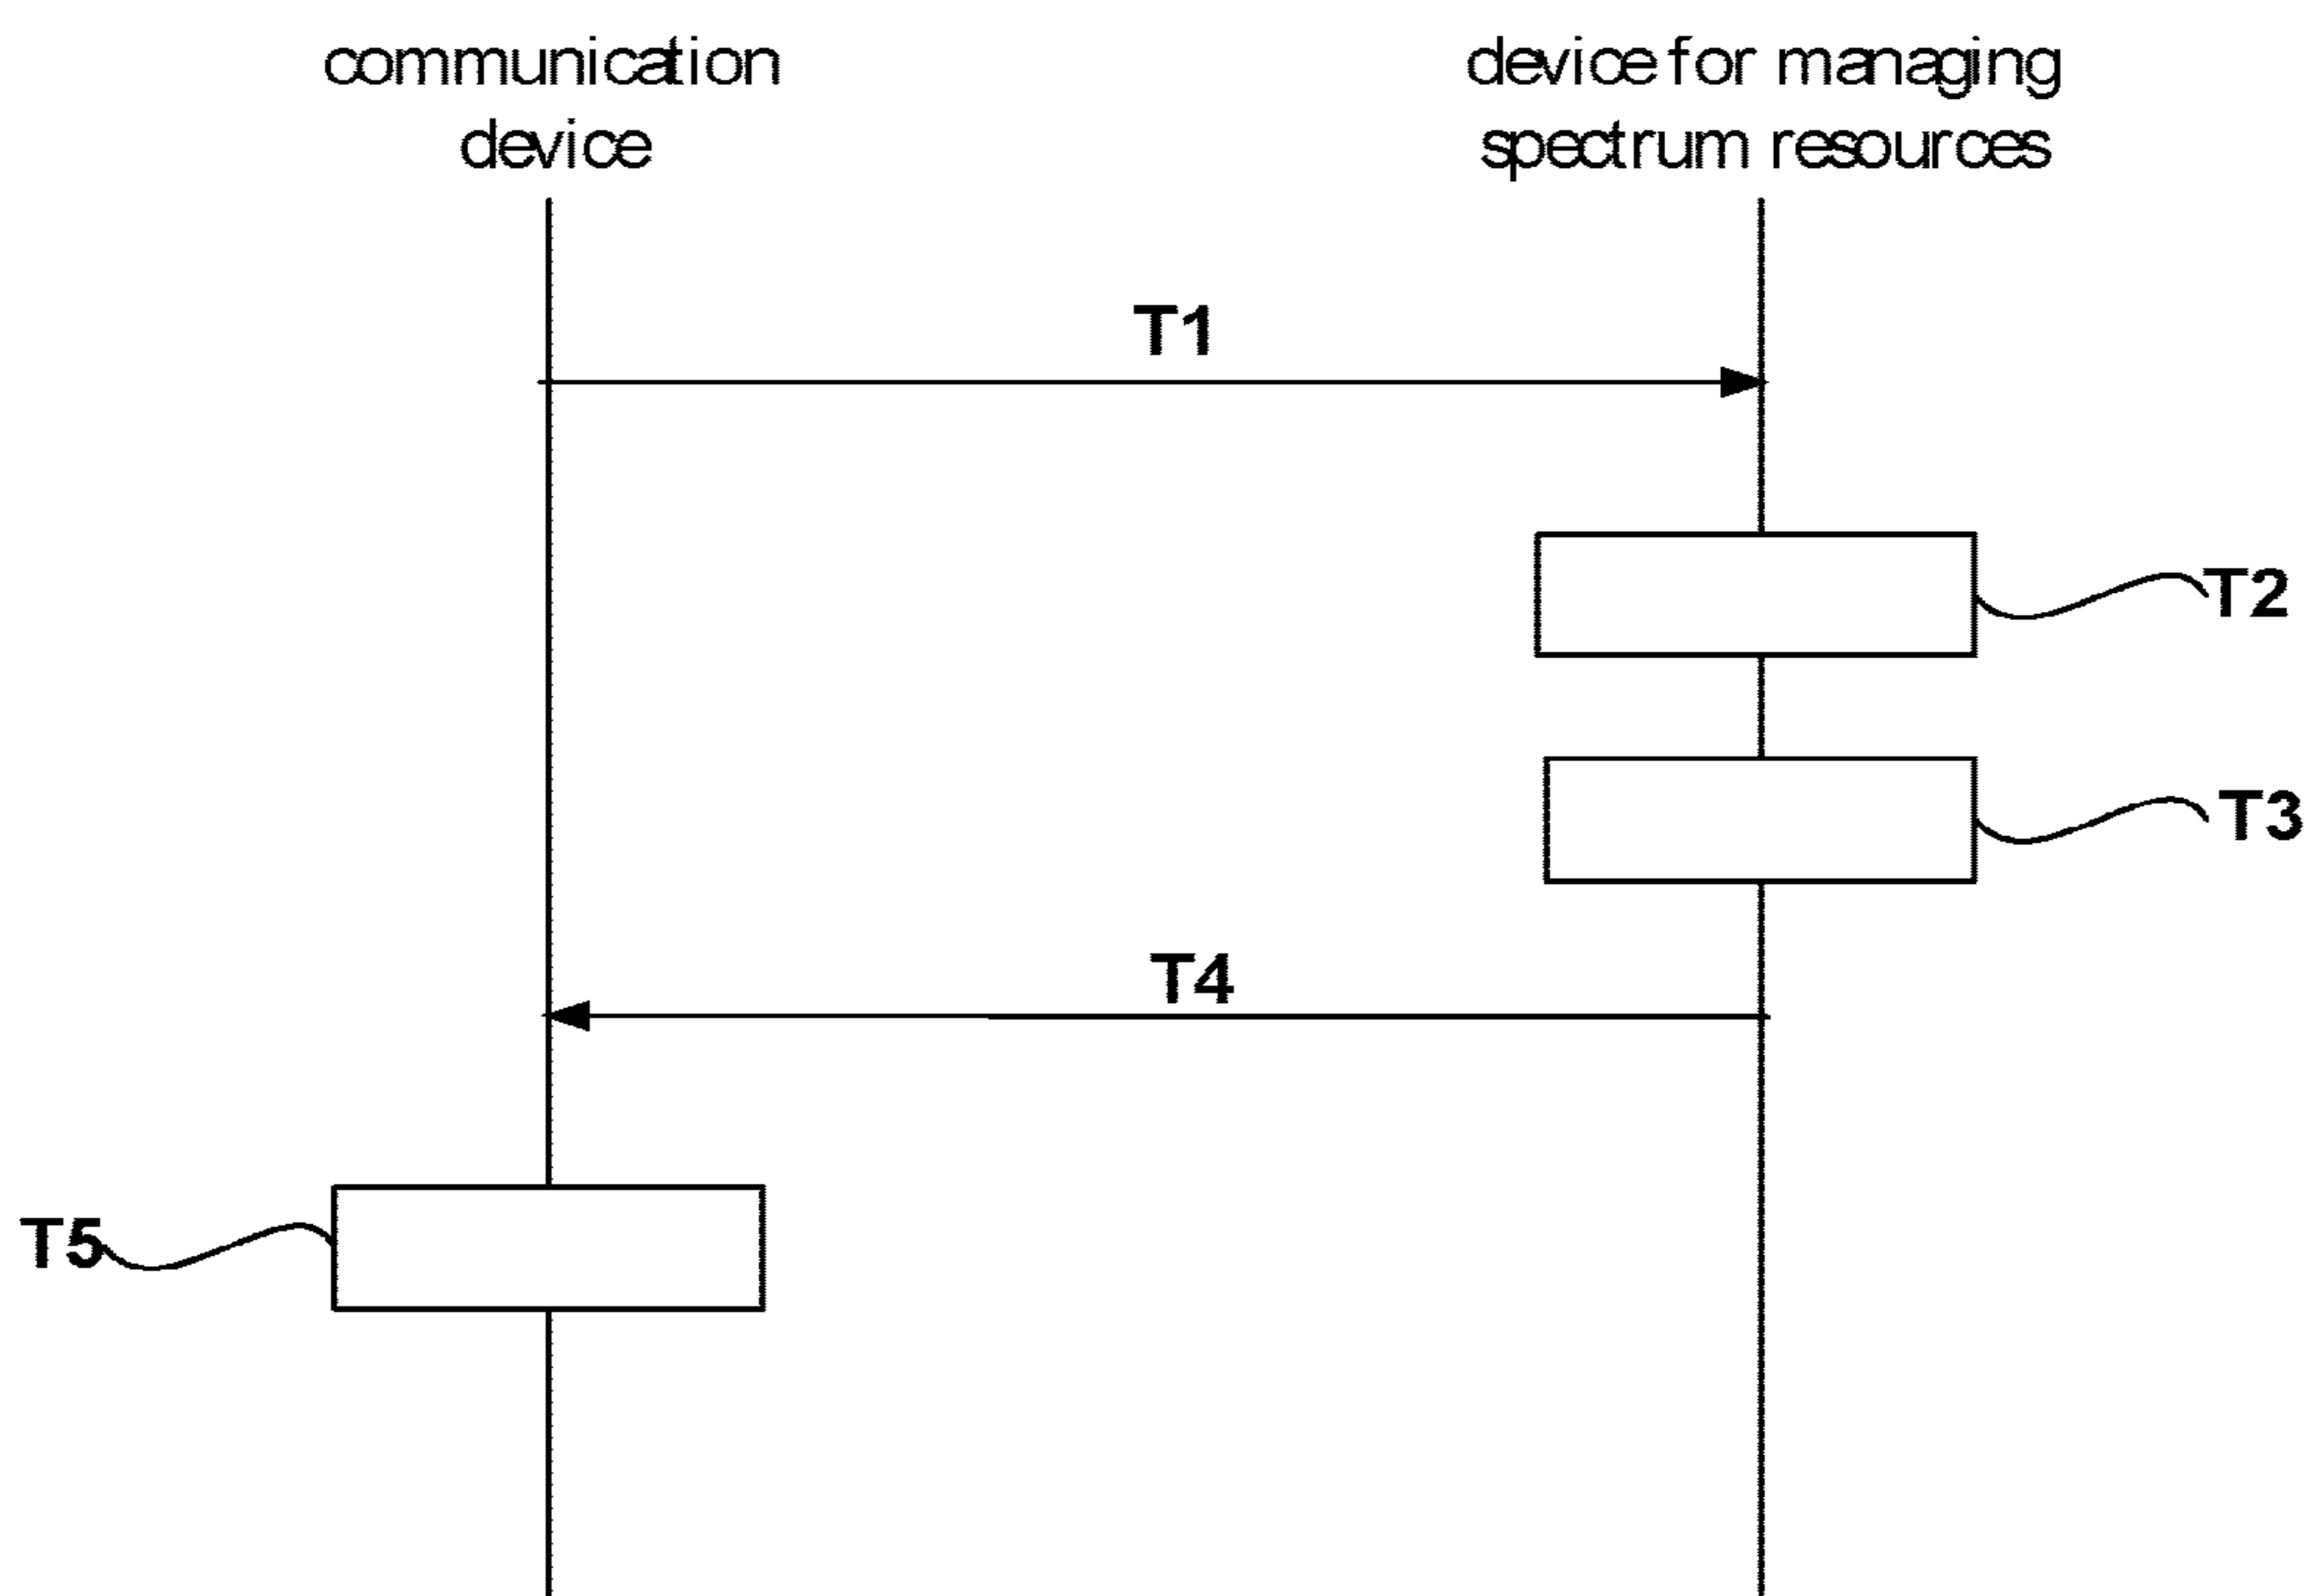 communication
device
device for managing
spectrum resources
T1
T2
T3
T4
T5